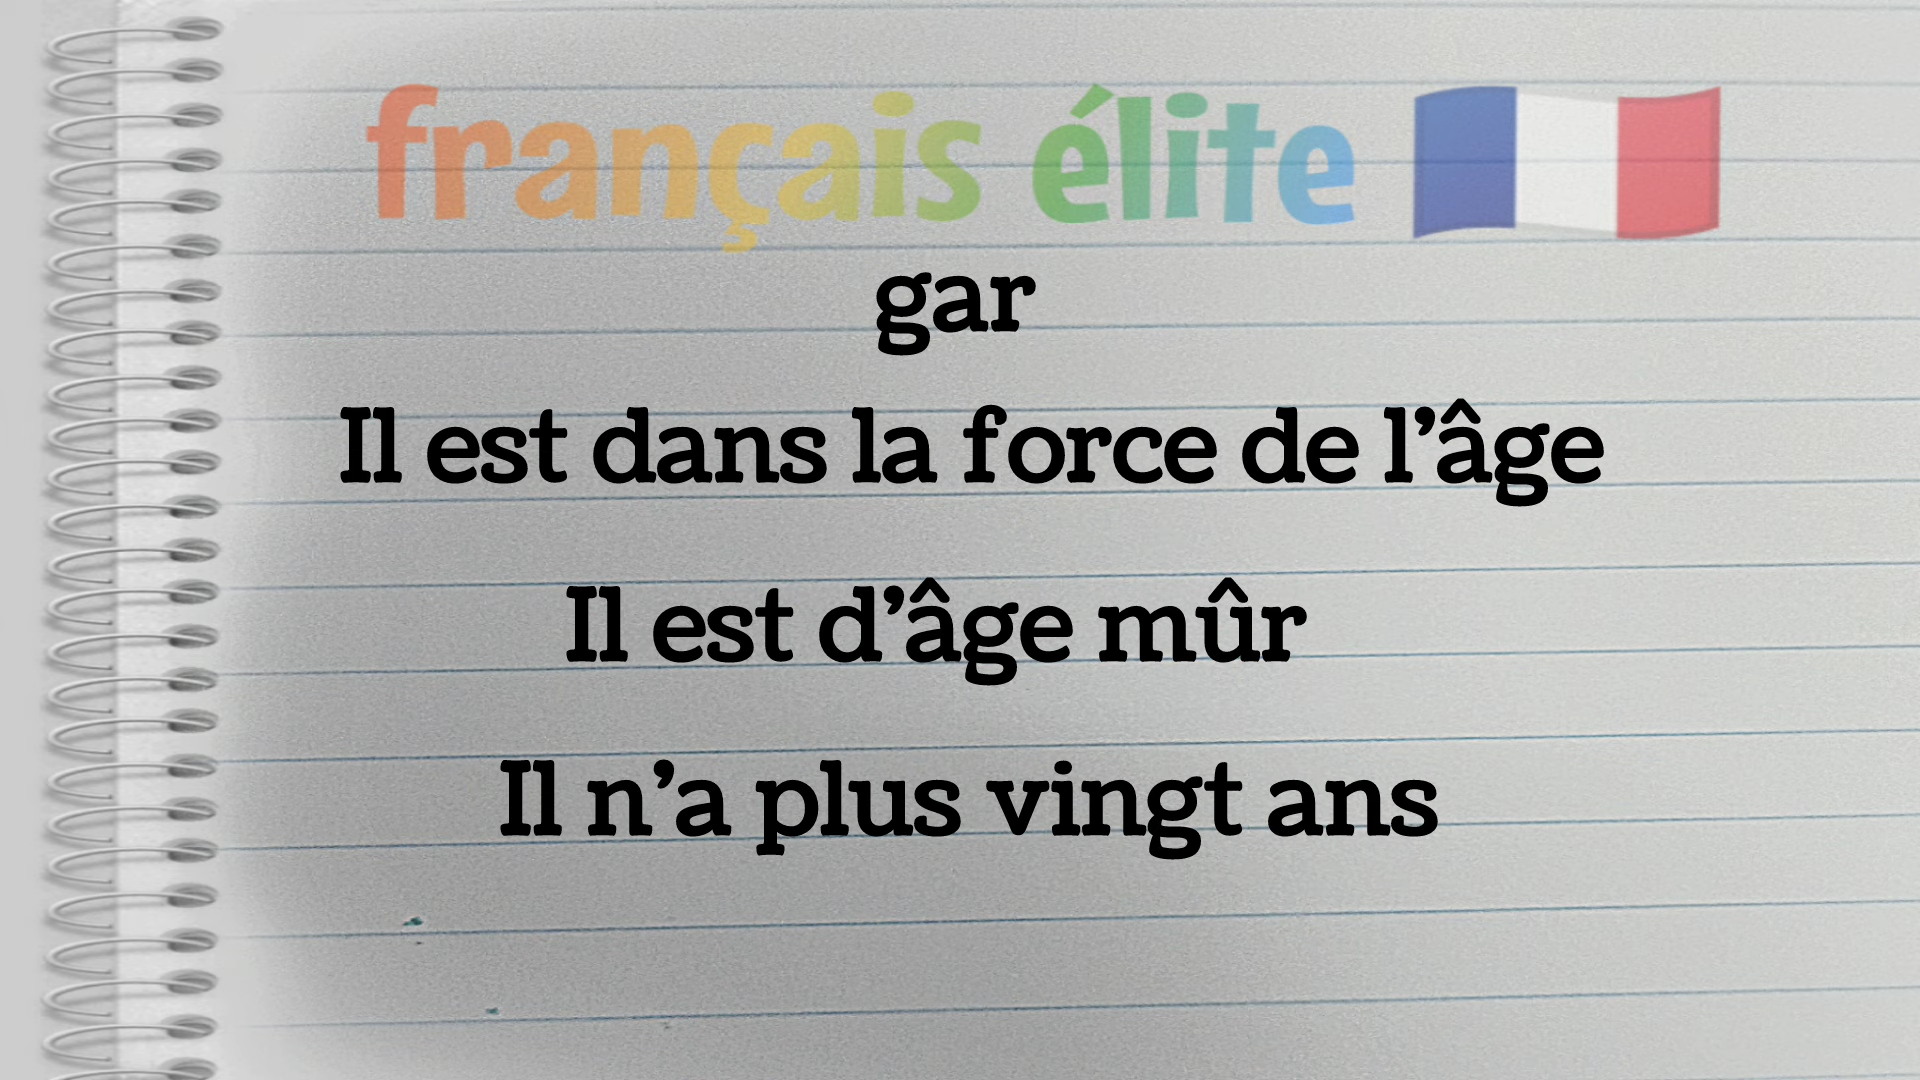 français élite
gar
Il est dans la force de l’âge
Il est d’âge mûr
Il n’a plus vingt ans